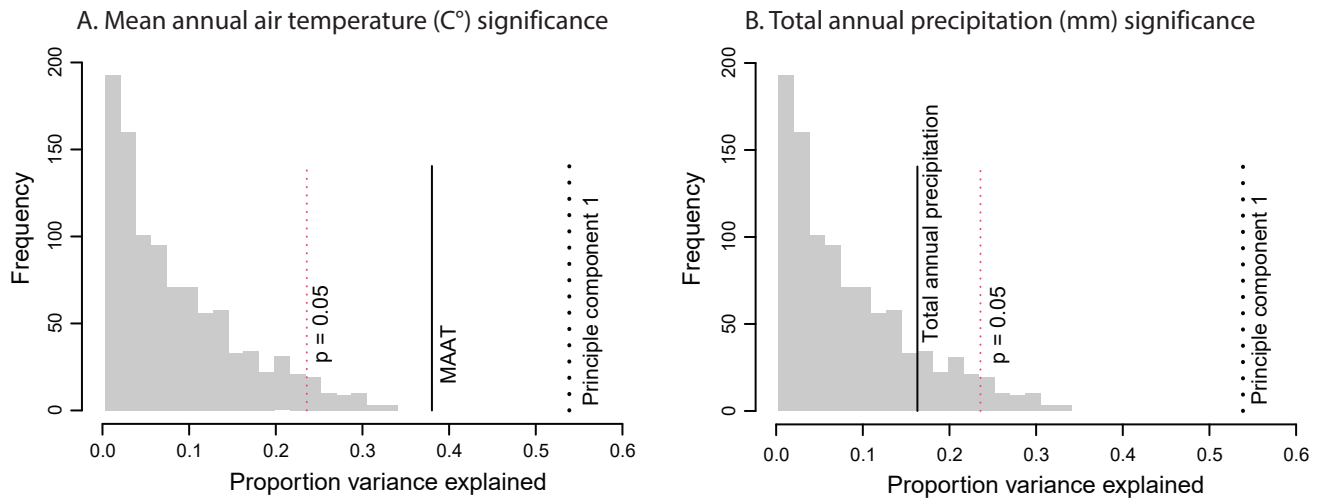 A. Mean annual air temperature (C°) significance
200
150
100
50
0
Frequency
p = 0.05
MAAT
Principle component 1
0.0 0.1 0.2 0.3 0.4 0.5 0.6
Proportion variance explained
B. Total annual precipitation (mm) significance
200
150
100
50
0
Frequency
Total annual precipitation
p = 0.05
Principle component 1
0.0 0.1 0.2 0.3 0.4 0.5 0.6
Proportion variance explained